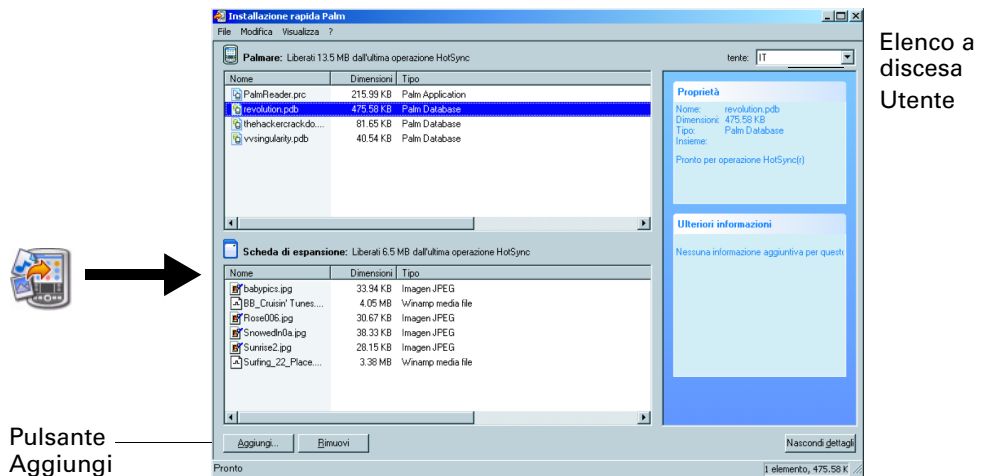 Installazione rapida Palm
File Modifica Visualizza ?
Palmare: Liberati 13.5 MB dall'ultima operazione HotSync
tente: IT
Elenco a
discesa
Utente
Nome Dimensioni Tipo
PalmReader.prc 215.99 KB Palm Application
revolution.pdb 475.58 KB Palm Database
thehackercrackdo.... 81.65 KB Palm Database
vvsingularity.pdb 40.54 KB Palm Database
Proprietà
Nome: revolution.pdb
Dimensioni: 475.58 KB
Tipo: Palm Database
Insieme:
Pronto per operazione HotSync(r)
Scheda di espansione: Liberati 6.5 MB dall'ultima operazione HotSync
Nome Dimensioni Tipo
babypics.jpg 33.94 KB Imagen JPEG
BB_Cruisin' Tunes.... 4.05 MB Winamp media file
Rose006.jpg 30.67 KB Imagen JPEG
SnowedIn0a.jpg 38.33 KB Imagen JPEG
Sunrise2.jpg 28.15 KB Imagen JPEG
Surfing_22_Place.... 3.38 MB Winamp media file
Ulteriori informazioni
Nessuna informazione aggiuntiva per questo
Pulsante
Aggiungi
Aggiungi... Rimuovi
Nascondi dettagli
Pronto
1 elemento, 475.58 K